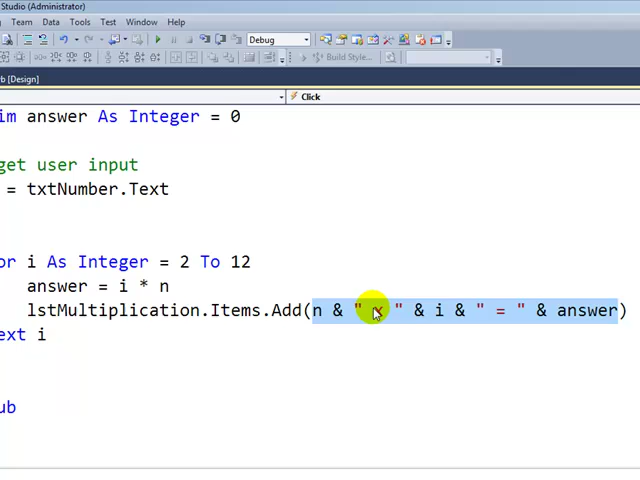 Studio (Administrator)
Team Data Tools Test Window Help
Debug
Build Style...
b [Design]
Click
im answer As Integer = 0
get user input
= txtNumber.Text
or i As Integer = 2 To 12
answer = i * n
lstMultiplication.Items.Add(n & " x " & i & " = " & answer)
ext i
ub